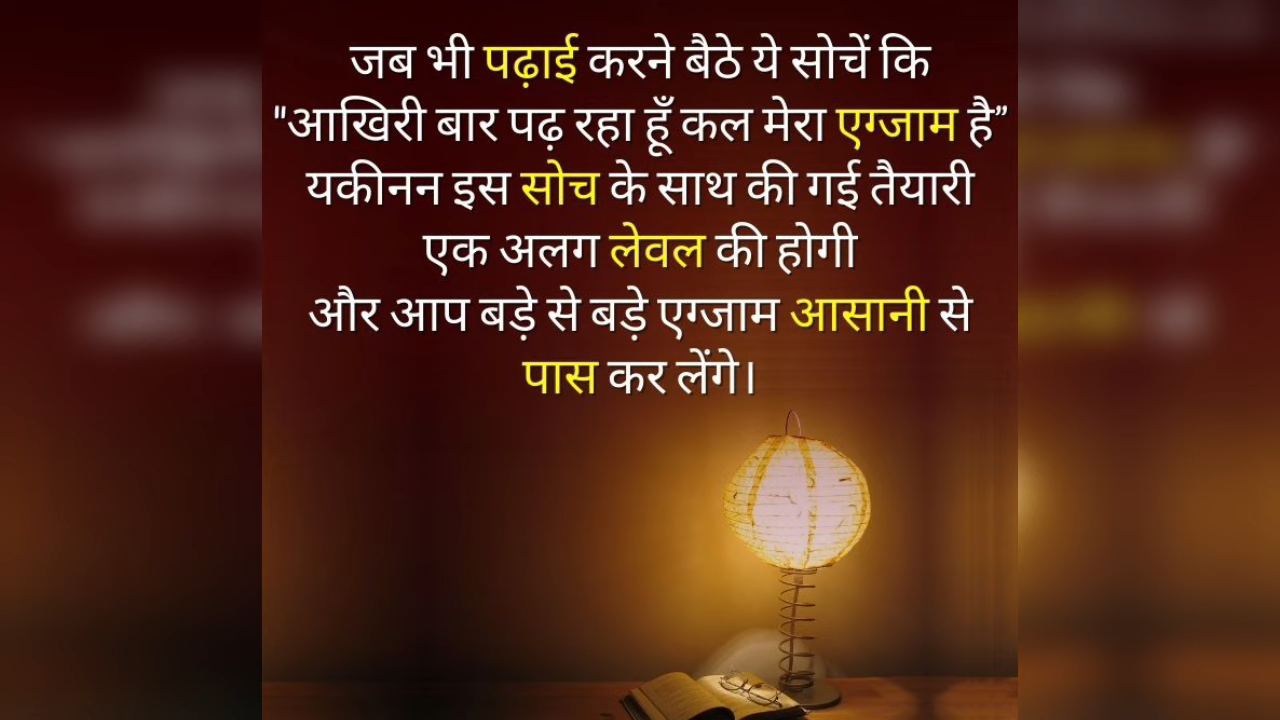 जब भी पढ़ाई करने बैठे ये सोचें कि
"आखिरी बार पढ़ रहा हूँ कल मेरा एग्जाम है”
यकीनन इस सोच के साथ की गई तैयारी
एक अलग लेवल की होगी
और आप बड़े से बड़े एग्जाम आसानी से
पास कर लेंगे।